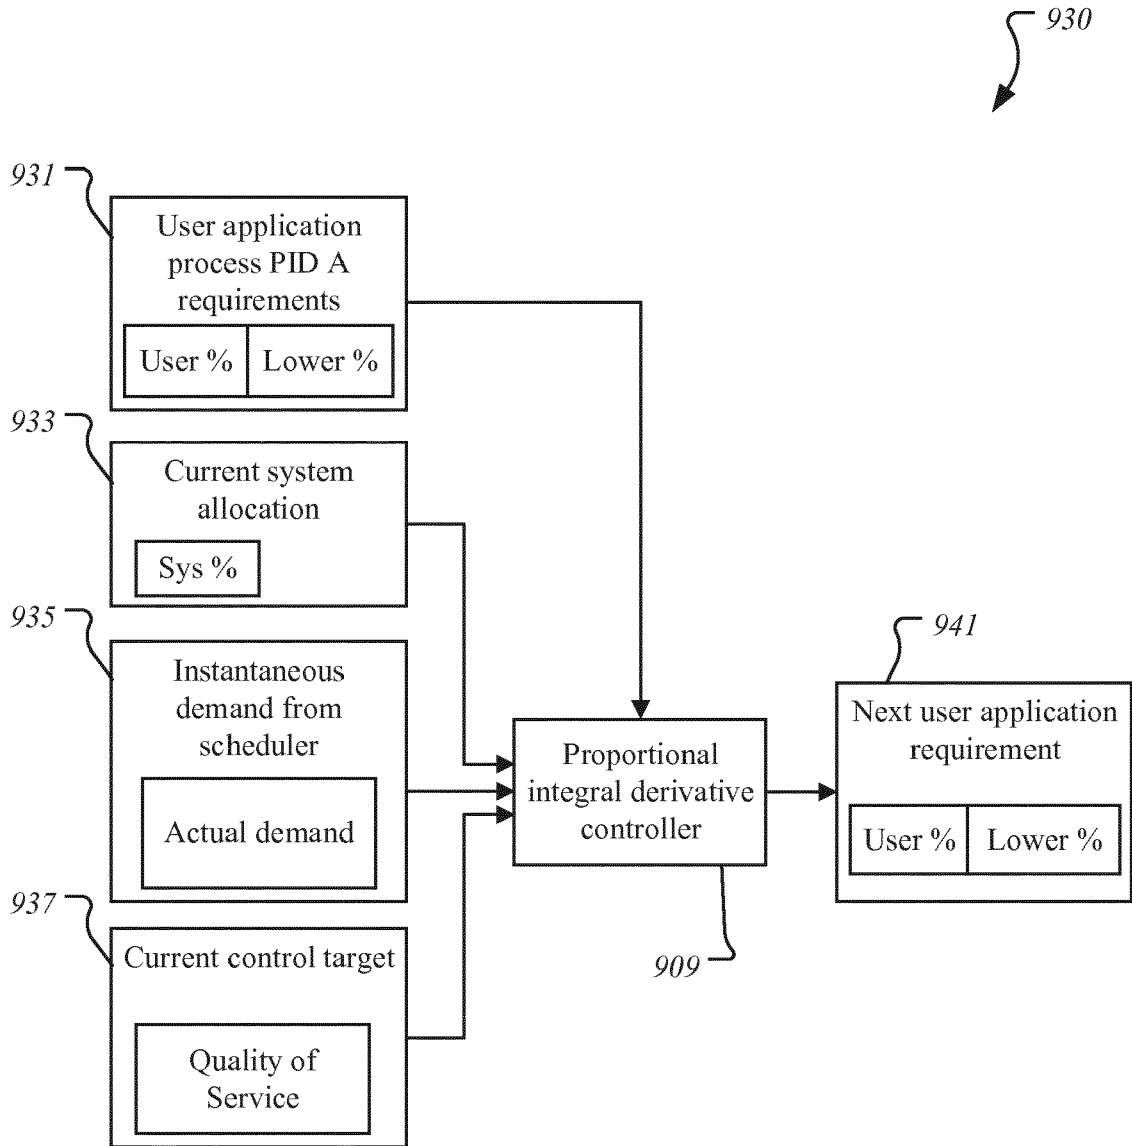 930
931
User application
process PID A
requirements
User % Lower %
933
Current system
allocation
Sys %
935
Instantaneous
demand from
scheduler
Actual demand
937
Current control target
Quality of
Service
Proportional
integral derivative
controller
909
941
Next user application
requirement
User % Lower %